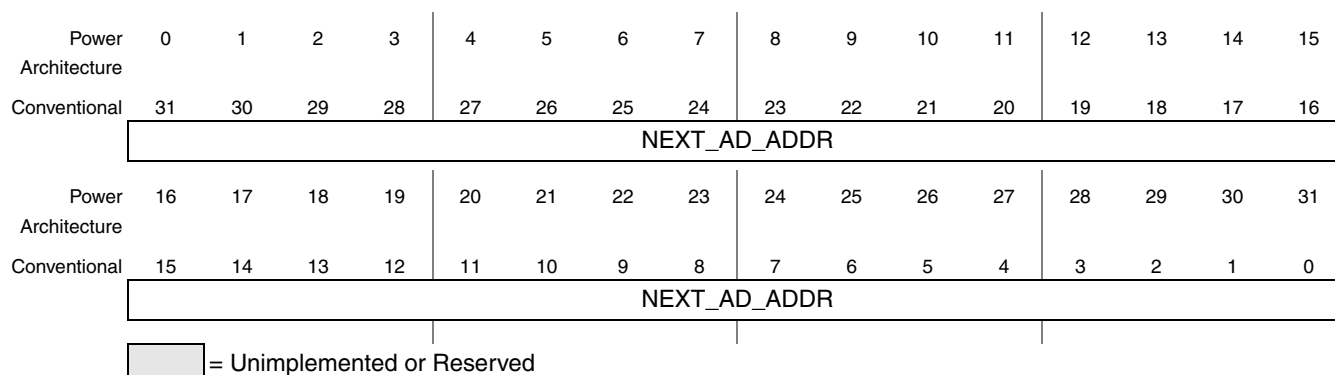 Power 0 1 2 3 4 5 6 7 8 9 10 11 12 13 14 15
Architecture
Conventional 31 30 29 28 27 26 25 24 23 22 21 20 19 18 17 16
NEXT_AD_ADDR
Power 16 17 18 19 20 21 22 23 24 25 26 27 28 29 30 31
Architecture
Conventional 15 14 13 12 11 10 9 8 7 6 5 4 3 2 1 0
NEXT_AD_ADDR
= Unimplemented or Reserved